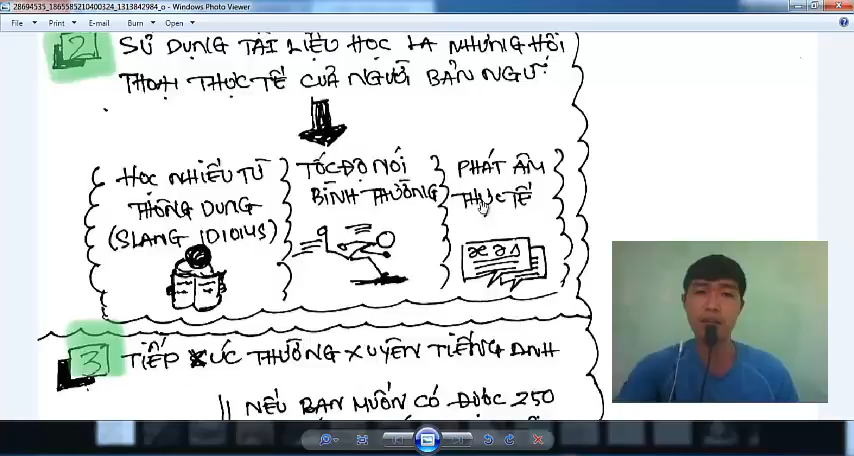 28694535_1865585210400324_1313842984_o - Windows Photo Viewer
File Print E-mail Burn Open
2 SỬ DỤNG TÀI LIỆU HỌC LÀ NHỮNG HỘI
THOẠI THỰC TẾ CUẢ NGƯỜI BẢN NGỮ.
HỌC NHIỀU TỪ
THÔNG DỤNG
(SLANG IDIOMS)
TỐC ĐỘ NÓI
BÌNH THƯỜNG
PHÁT ÂM
THỰC TẾ
æ ə ʌ
3 TIẾP XÚC THƯỜNG XUYÊN TIẾNG ANH
NẾU BẠN MUỐN CÓ ĐƯỢC 250